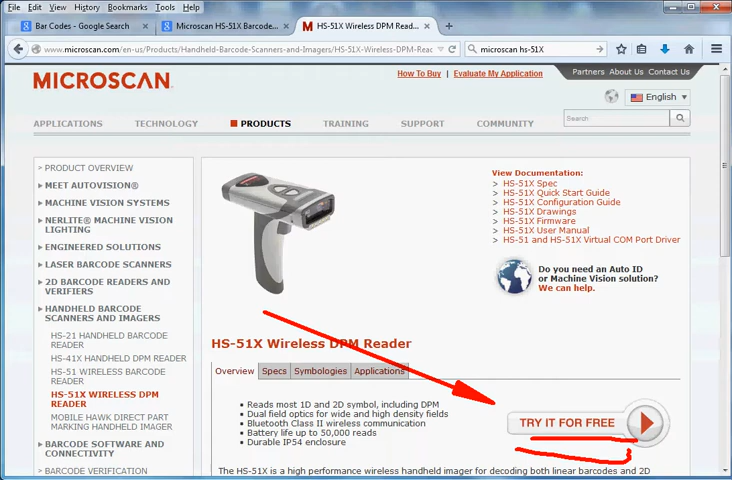 File Edit View History Bookmarks Tools Help
Bar Codes - Google Search × Microscan HS-51X Barcode... × M HS-51X Wireless DPM Read... × +
www.microscan.com/en-us/Products/Handheld-Barcode-Scanners-and-Imagers/HS-51X-Wireless-DPM-Reac
microscan hs-51X
MICROSCAN
How To Buy | Evaluate My Application
Partners About Us Contact Us
English
APPLICATIONS TECHNOLOGY PRODUCTS TRAINING SUPPORT COMMUNITY
Search
> PRODUCT OVERVIEW
MEET AUTOVISION®
MACHINE VISION SYSTEMS
NERLITE® MACHINE VISION
LIGHTING
ENGINEERED SOLUTIONS
LASER BARCODE SCANNERS
2D BARCODE READERS AND
VERIFIERS
HANDHELD BARCODE
SCANNERS AND IMAGERS
HS-21 HANDHELD BARCODE
READER
HS-41X HANDHELD DPM READER
HS-51 WIRELESS BARCODE
READER
HS-51X WIRELESS DPM
READER
MOBILE HAWK DIRECT PART
MARKING HANDHELD IMAGER
BARCODE SOFTWARE AND
CONNECTIVITY
BARCODE VERIFICATION
View Documentation:
> HS-51X Spec
> HS-51X Quick Start Guide
> HS-51X Configuration Guide
> HS-51X Drawings
> HS-51X Firmware
> HS-51X User Manual
> HS-51 and HS-51X Virtual COM Port Driver
Do you need an Auto ID
or Machine Vision solution?
We can help.
HS-51X Wireless DPM Reader
Overview Specs Symbologies Applications
Reads most 1D and 2D symbol, including DPM
Dual field optics for wide and high density fields
Bluetooth Class II wireless communication
Battery life up to 50,000 reads
Durable IP54 enclosure
TRY IT FOR FREE
The HS-51X is a high performance wireless handheld imager for decoding both linear barcodes and 2D